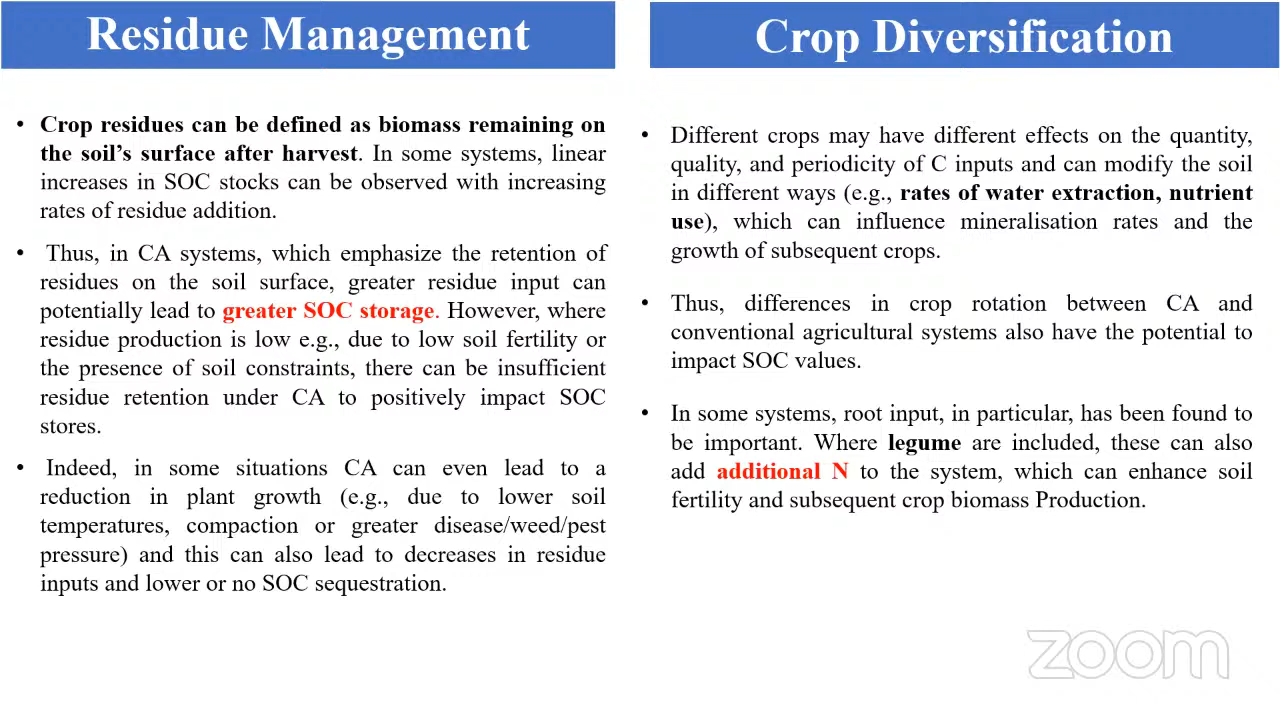 Residue Management
• Crop residues can be defined as biomass remaining on
the soil's surface after harvest. In some systems, linear
increases in SOC stocks can be observed with increasing
rates of residue addition.
• Thus, in CA systems, which emphasize the retention of
residues on the soil surface, greater residue input can
potentially lead to greater SOC storage. However, where
residue production is low e.g., due to low soil fertility or
the presence of soil constraints, there can be insufficient
residue retention under CA to positively impact SOC
stores.
• Indeed, in some situations CA can even lead to a
reduction in plant growth (e.g., due to lower soil
temperatures, compaction or greater disease/weed/pest
pressure) and this can also lead to decreases in residue
inputs and lower or no SOC sequestration.
Crop Diversification
• Different crops may have different effects on the quantity,
quality, and periodicity of C inputs and can modify the soil
in different ways (e.g., rates of water extraction, nutrient
use), which can influence mineralisation rates and the
growth of subsequent crops.
• Thus, differences in crop rotation between CA and
conventional agricultural systems also have the potential to
impact SOC values.
• In some systems, root input, in particular, has been found to
be important. Where legume are included, these can also
add additional N to the system, which can enhance soil
fertility and subsequent crop biomass Production.
zoom